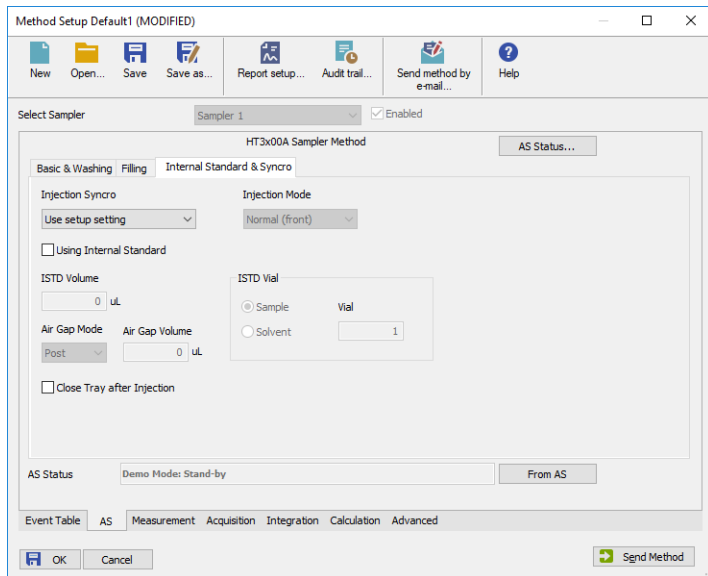 Method Setup Default1 (MODIFIED)
New Open... Save Save as... Report setup... Audit trail... Send method by e-mail... Help
Select Sampler Sampler 1 Enabled
HT3x00A Sampler Method AS Status...
Basic & Washing Filling Internal Standard & Syncro
Injection Syncro Injection Mode
Use setup setting Normal (front)
Using Internal Standard
ISTD Volume ISTD Vial
0 uL Sample Vial
Solvent 1
Air Gap Mode Air Gap Volume
Post 0 uL
Close Tray after Injection
AS Status Demo Mode: Stand-by From AS
Event Table AS Measurement Acquisition Integration Calculation Advanced
OK Cancel Send Method